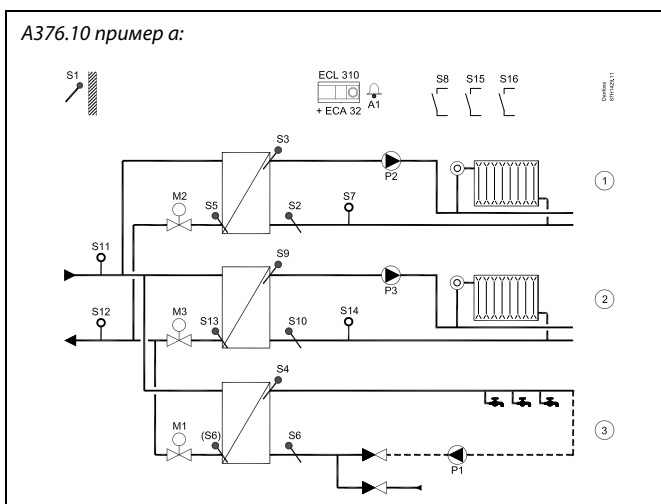 A376.10 пример a:
S1
ECL 310
+ ECA 32
A1
S8 S15 S16
Danfoss
87H1429.11
S3
P2
M2
S5
S2
S7
1
S11
S9
P3
S12
M3
S13
S10
S14
2
S4
M1
(S6)
S6
P1
3